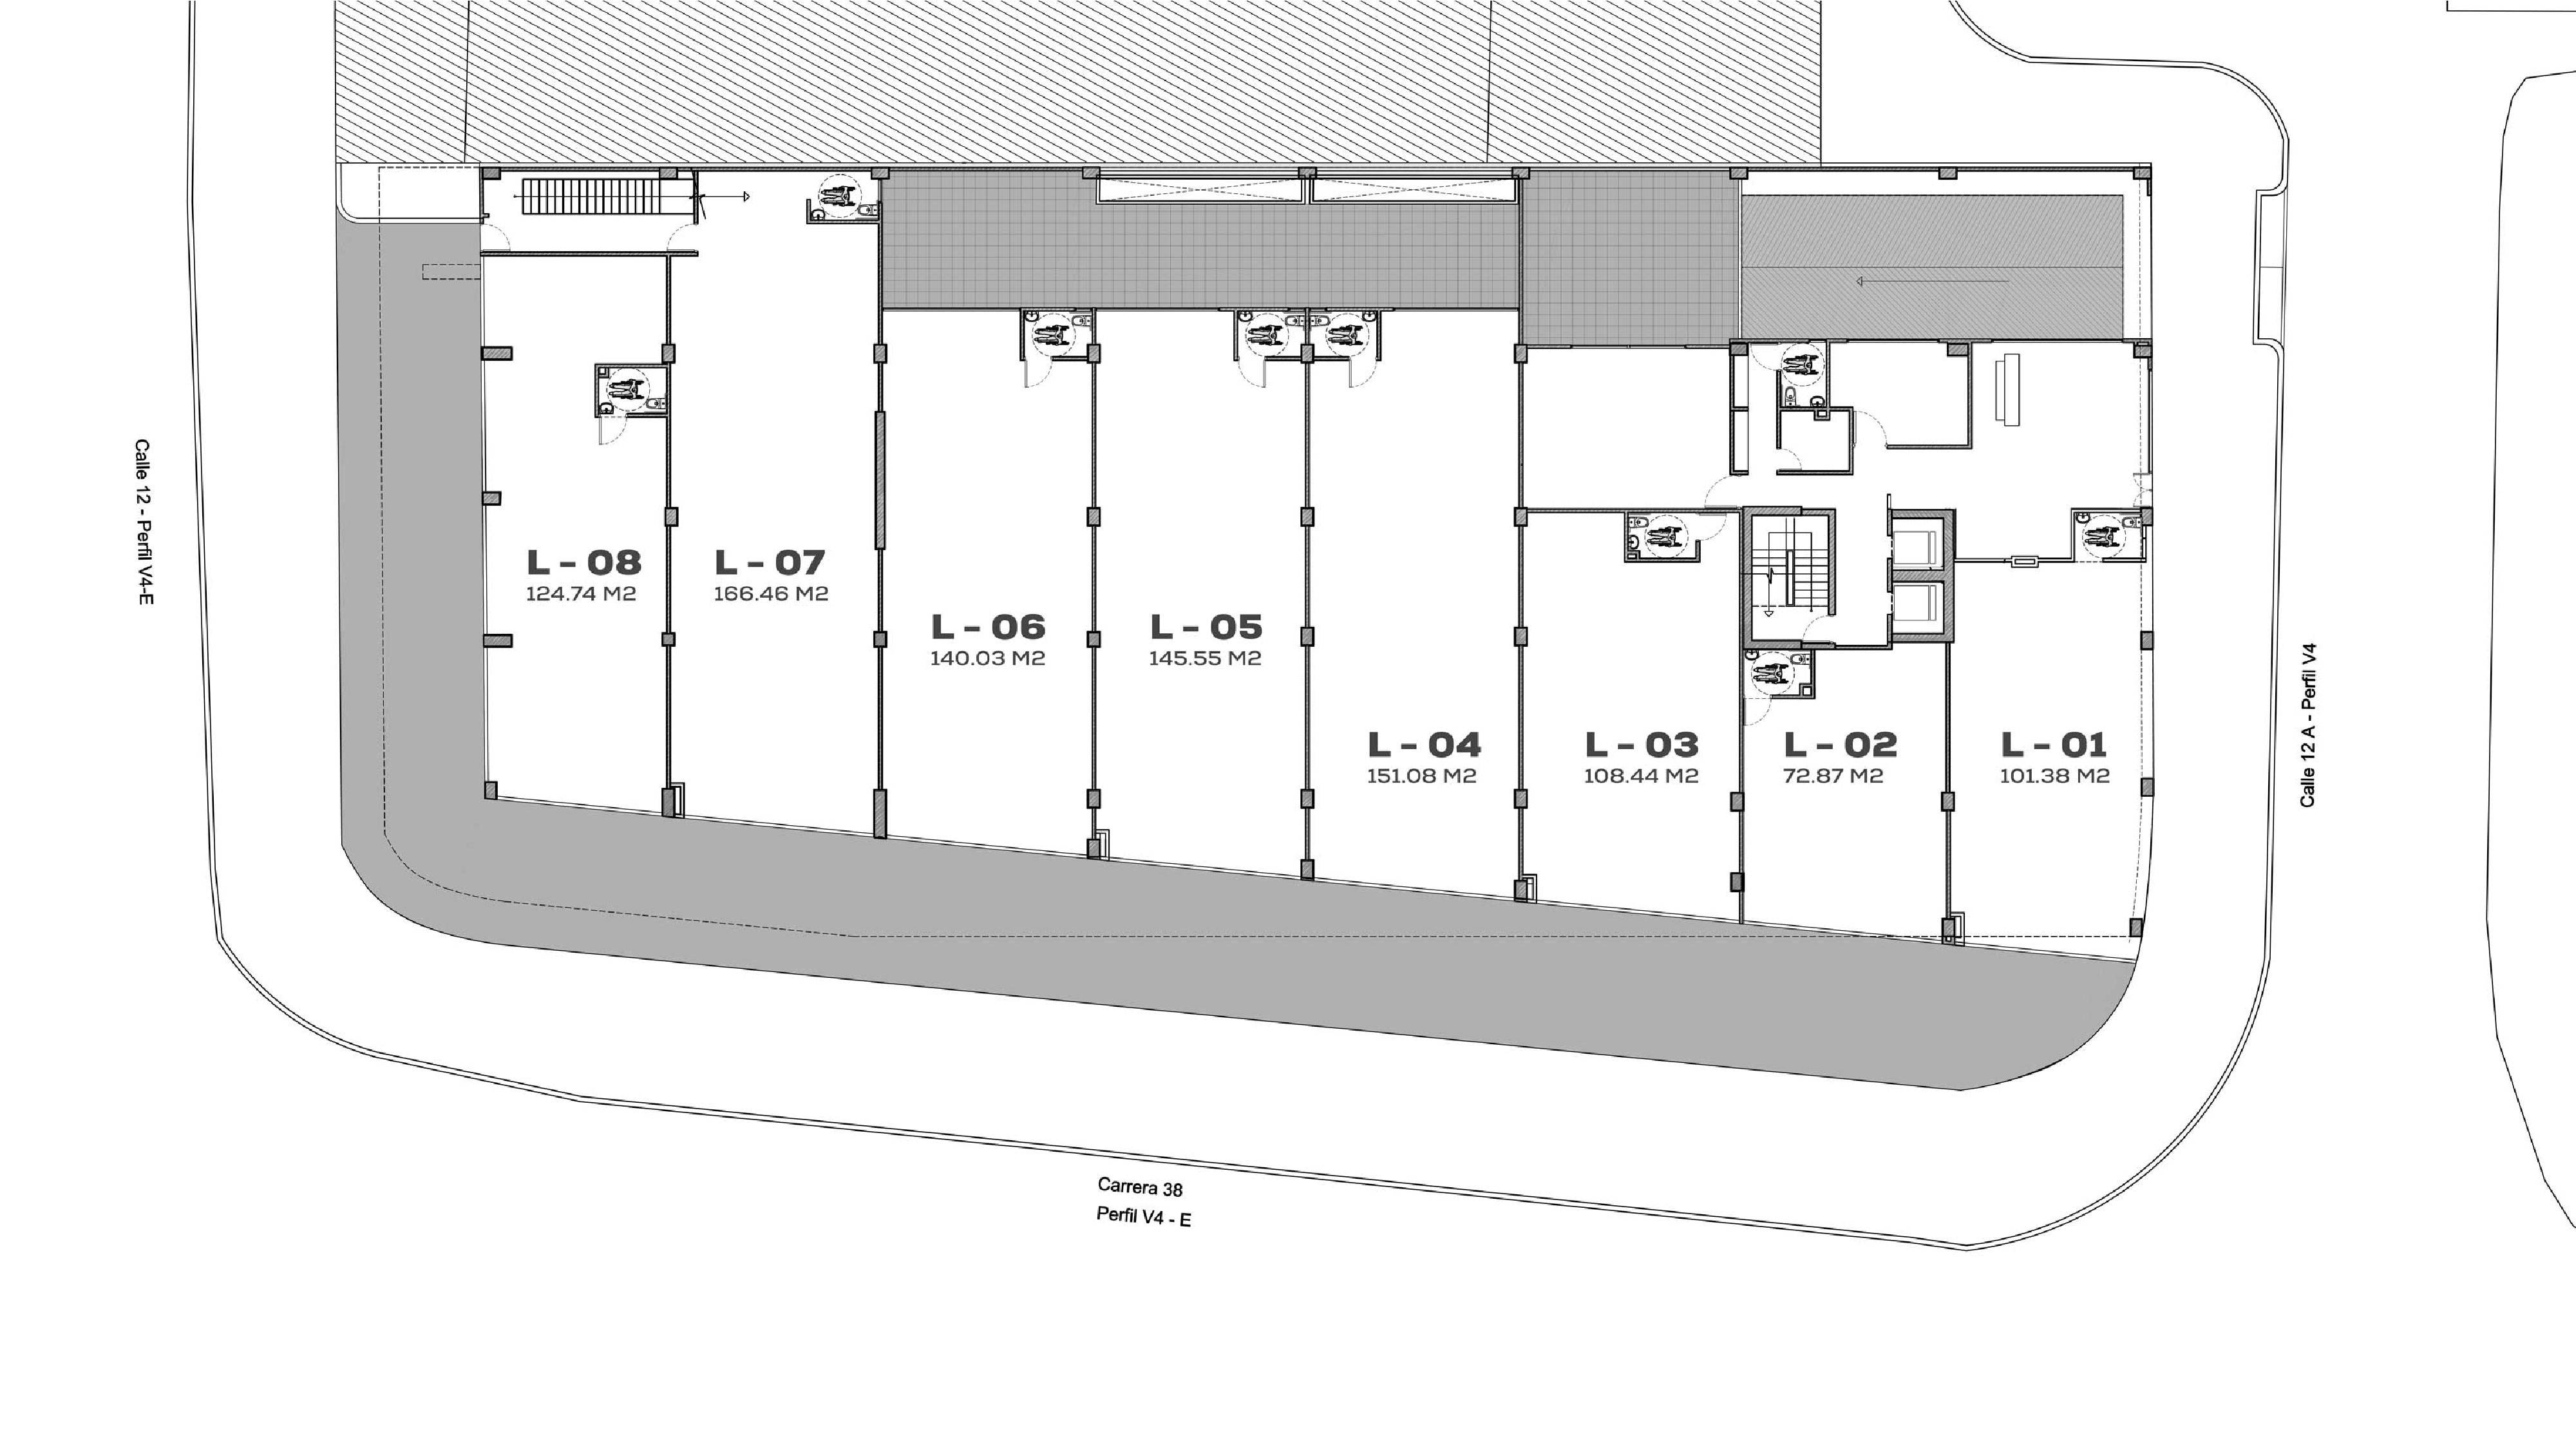 Calle 12 - Perfil V4-E
L - 08
124.74 M2
L - 07
166.46 M2
L - 06
140.03 M2
L - 05
145.55 M2
L - 04
151.08 M2
L - 03
108.44 M2
L - 02
72.87 M2
L - 01
101.38 M2
Calle 12 A - Perfil V4
Carrera 38
Perfil V4 - E